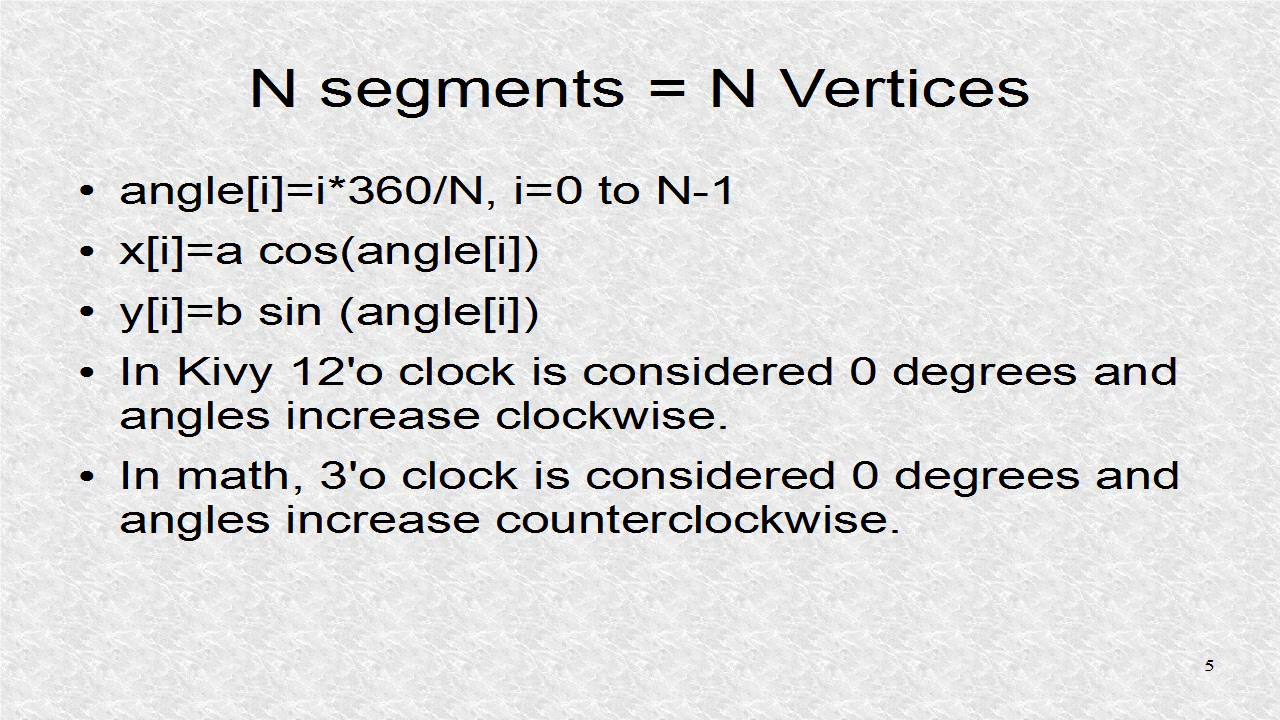 N segments = N Vertices
• angle[i]=i*360/N, i=0 to N-1
• x[i]=a cos(angle[i])
• y[i]=b sin (angle[i])
• In Kivy 12'o clock is considered 0 degrees and
angles increase clockwise.
• In math, 3'o clock is considered 0 degrees and
angles increase counterclockwise.
5